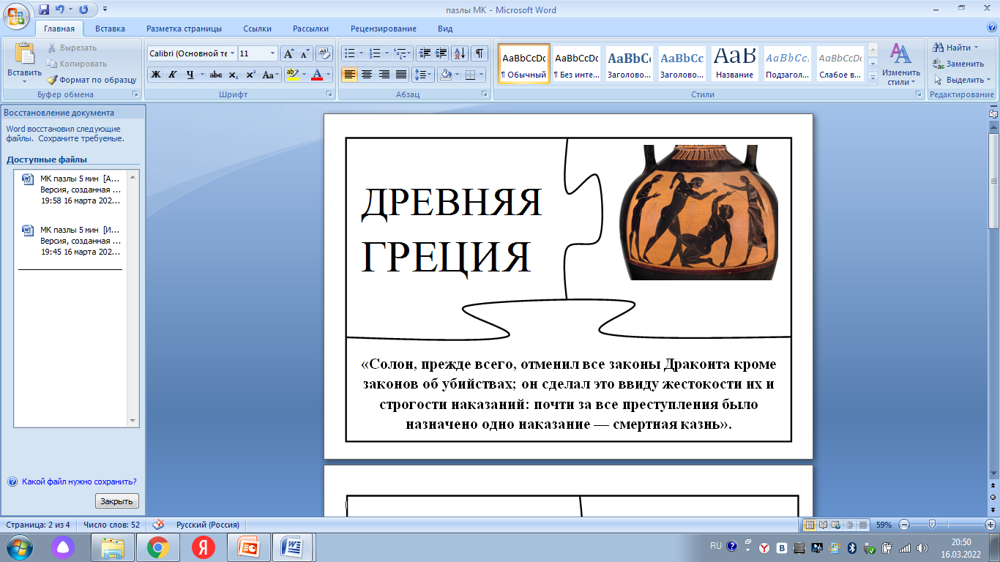 пазлы МК - Microsoft Word
Главная Вставка Разметка страницы Ссылки Рассылки Рецензирование Вид
Вставить
Вырезать
Копировать
Формат по образцу
Буфер обмена
Calibri (Основной те 11
Ж К Ч abc x₂ x² Aa
Шрифт
Абзац
AaBbCcDc AaBbCcDc AaBbC AaBbCc AaB AaBbCc. AaBbCcDc
¶ Обычный ¶ Без инте... Заголово... Заголово... Название Подзагол... Слабое в...
Изменить стили
Стили
Найти
Заменить
Выделить
Редактирование
Восстановление документа
Word восстановил следующие
файлы. Сохраните требуемые.
Доступные файлы
МК пазлы 5 мин [А...
Версия, созданная ...
19:58 16 марта 202...
МК пазлы 5 мин [И...
Версия, созданная ...
19:45 16 марта 202...
Какой файл нужно сохранить?
Закрыть
ДРЕВНЯЯ
ГРЕЦИЯ
«Солон, прежде всего, отменил все законы Драконта кроме
законов об убийствах; он сделал это ввиду жестокости их и
строгости наказаний: почти за все преступления было
назначено одно наказание — смертная казнь».
Страница: 2 из 4 Число слов: 52 Русский (Россия) 59%
RU 20:50
16.03.2022